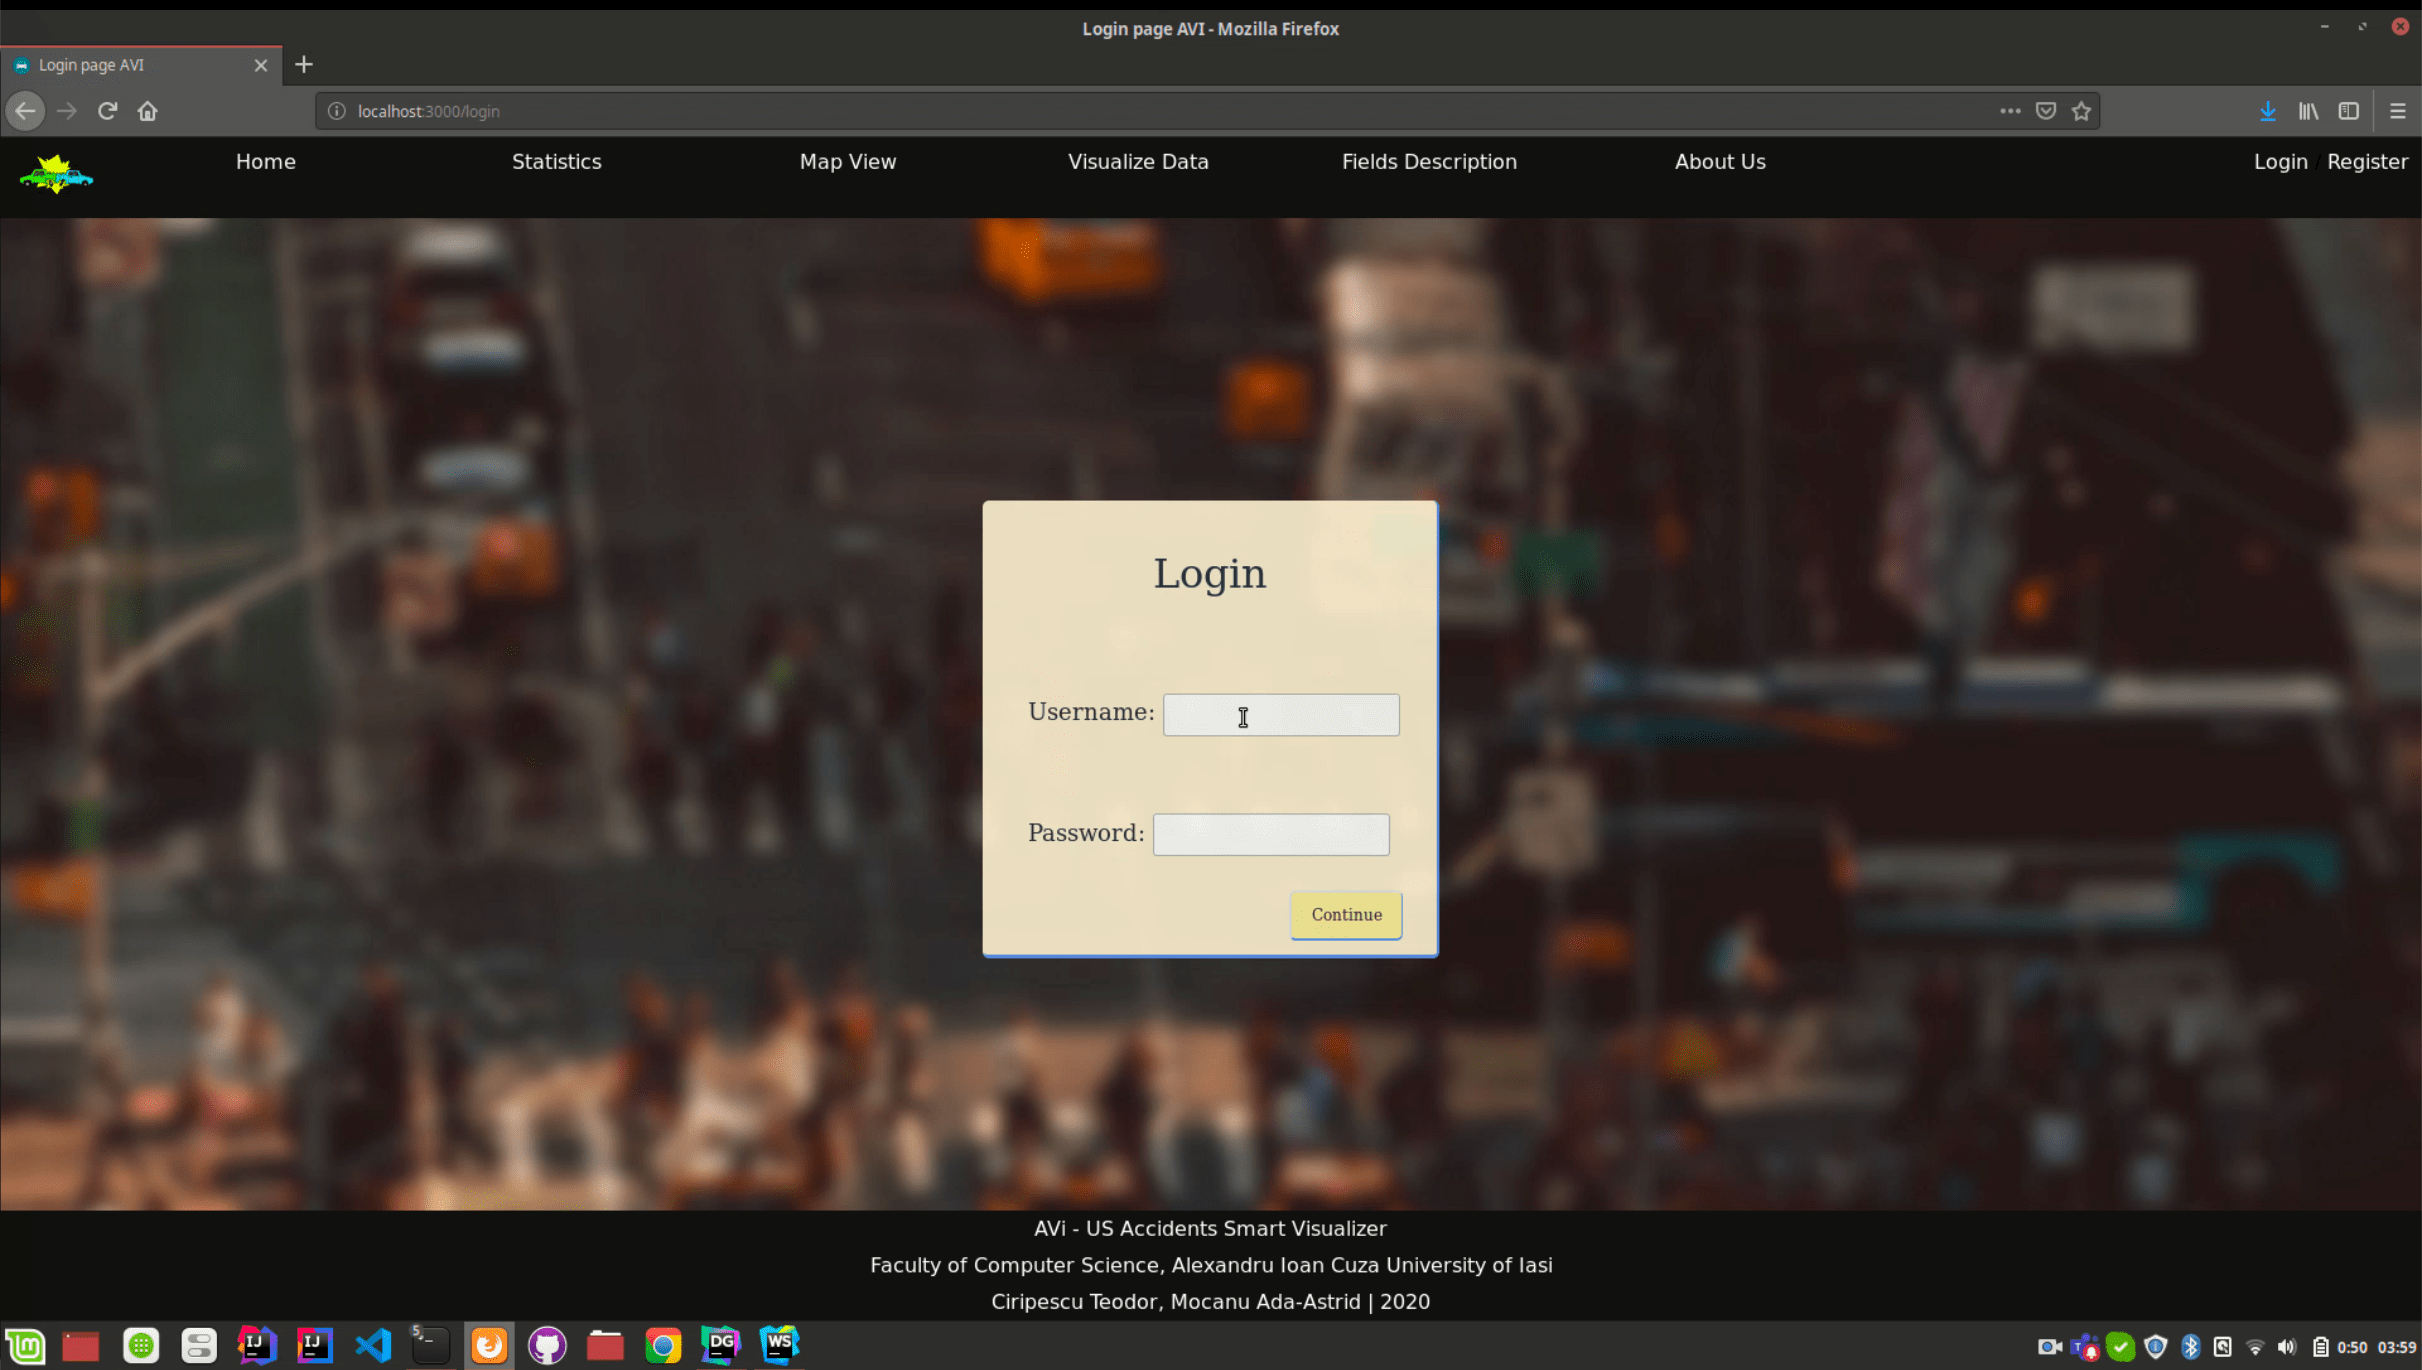 Login page AVI - Mozilla Firefox
Login page AVI
localhost:3000/login
Home Statistics Map View Visualize Data Fields Description About Us Login / Register
Login
Username:
Password:
Continue
AVi - US Accidents Smart Visualizer
Faculty of Computer Science, Alexandru Ioan Cuza University of Iasi
Ciripescu Teodor, Mocanu Ada-Astrid | 2020
lm IJ IJ 5 DG WS T 0:50 03:59